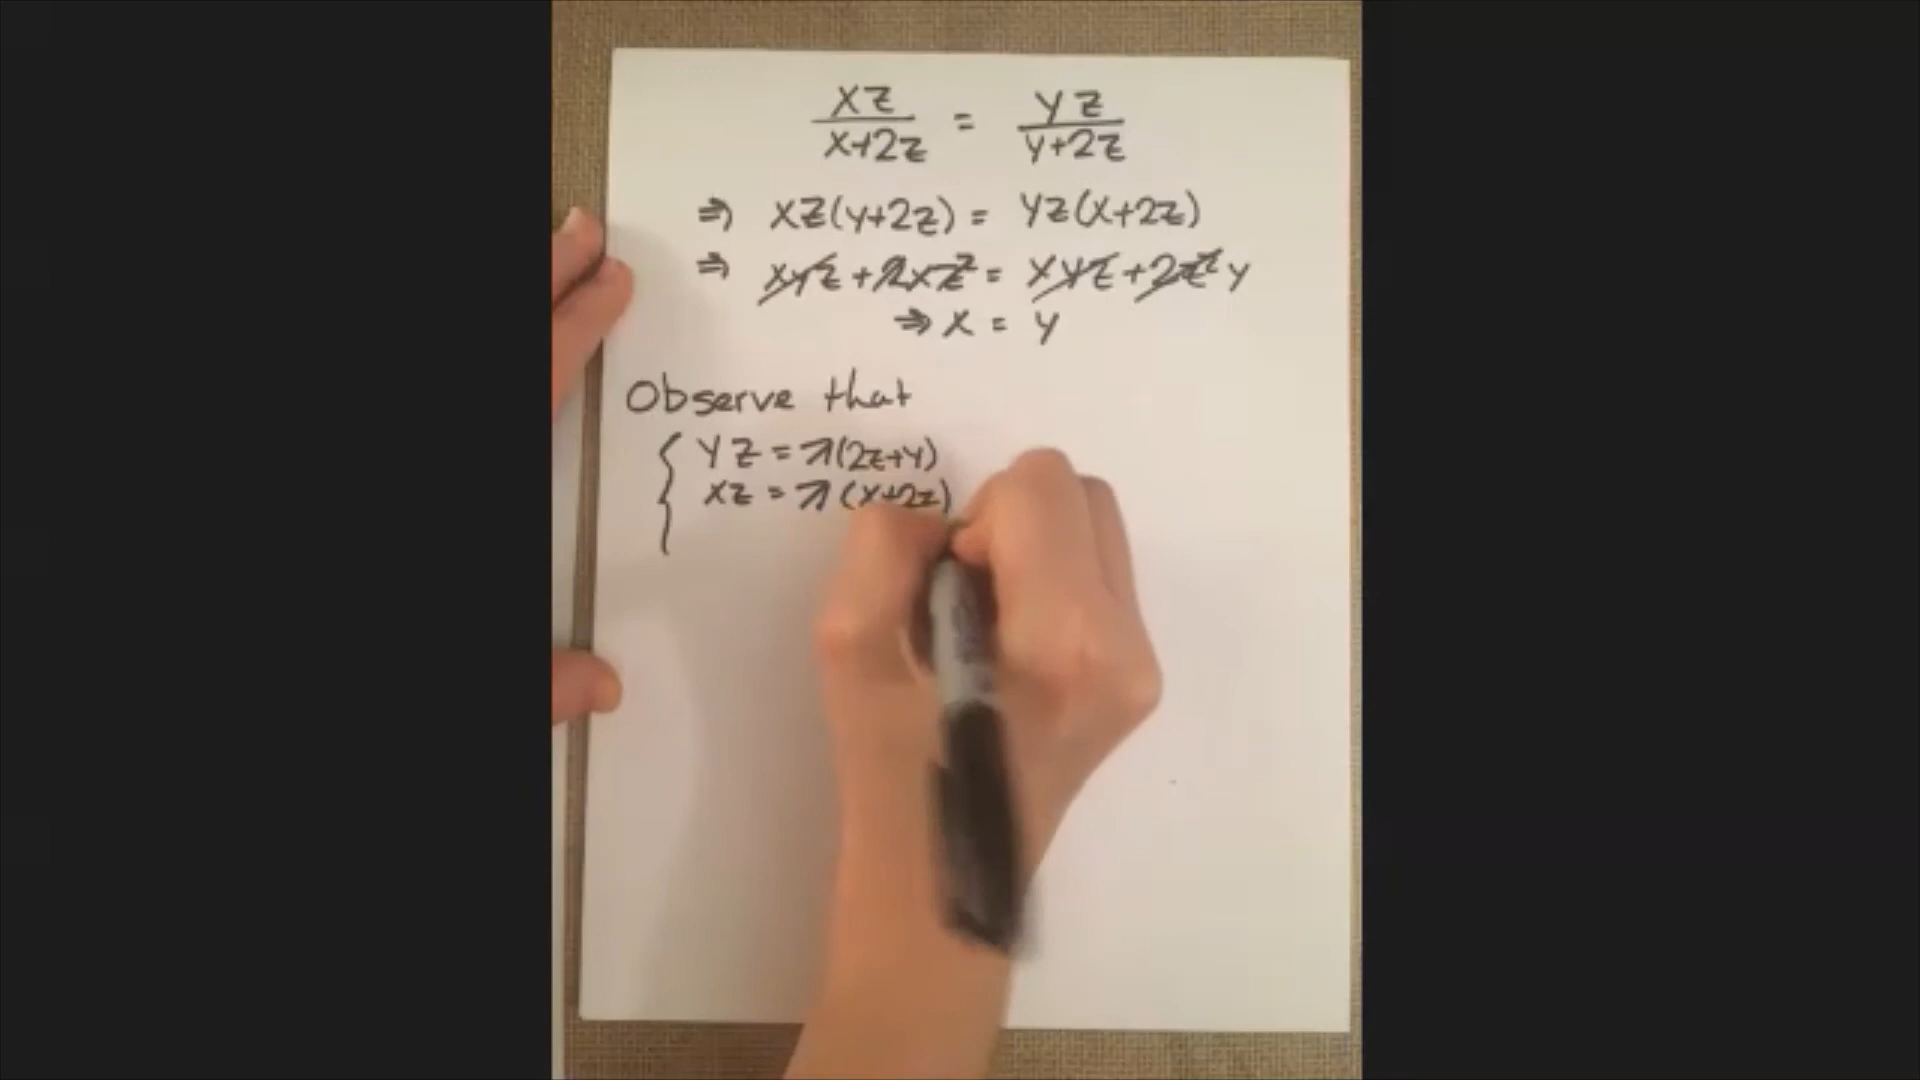 xz/x+2z = yz/y+2z
⇒ xz(y+2z) = yz(x+2z)
⇒ xyz + 2xz² = xyz + 2z²y
⇒ x = y
Observe that
{ yz = λ(2z+y)
xz = λ(x+2z)